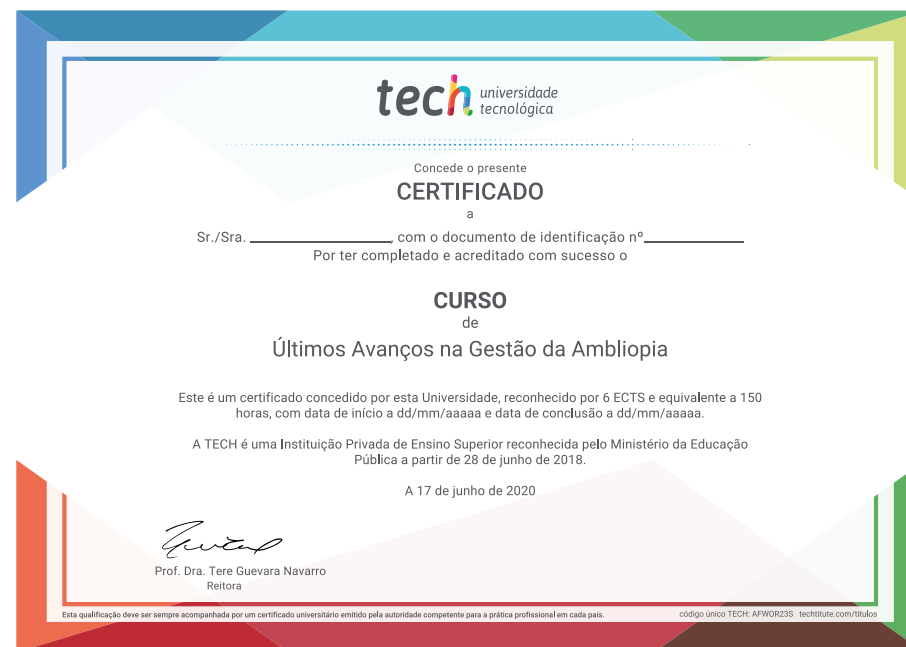 tech universidade
tecnológica
Concede o presente
CERTIFICADO
a
Sr./Sra. ____________________, com o documento de identificação nº______________
Por ter completado e acreditado com sucesso o
CURSO
de
Últimos Avanços na Gestão da Ambliopia
Este é um certificado concedido por esta Universidade, reconhecido por 6 ECTS e equivalente a 150
horas, com data de início a dd/mm/aaaaa e data de conclusão a dd/mm/aaaaa.
A TECH é uma Instituição Privada de Ensino Superior reconhecida pelo Ministério da Educação
Pública a partir de 28 de junho de 2018.
A 17 de junho de 2020
Prof. Dra. Tere Guevara Navarro
Reitora
Esta qualificação deve ser sempre acompanhada por um certificado universitário emitido pela autoridade competente para a prática profissional em cada país.
código único TECH: AFWOR23S techtitute.com/titulos